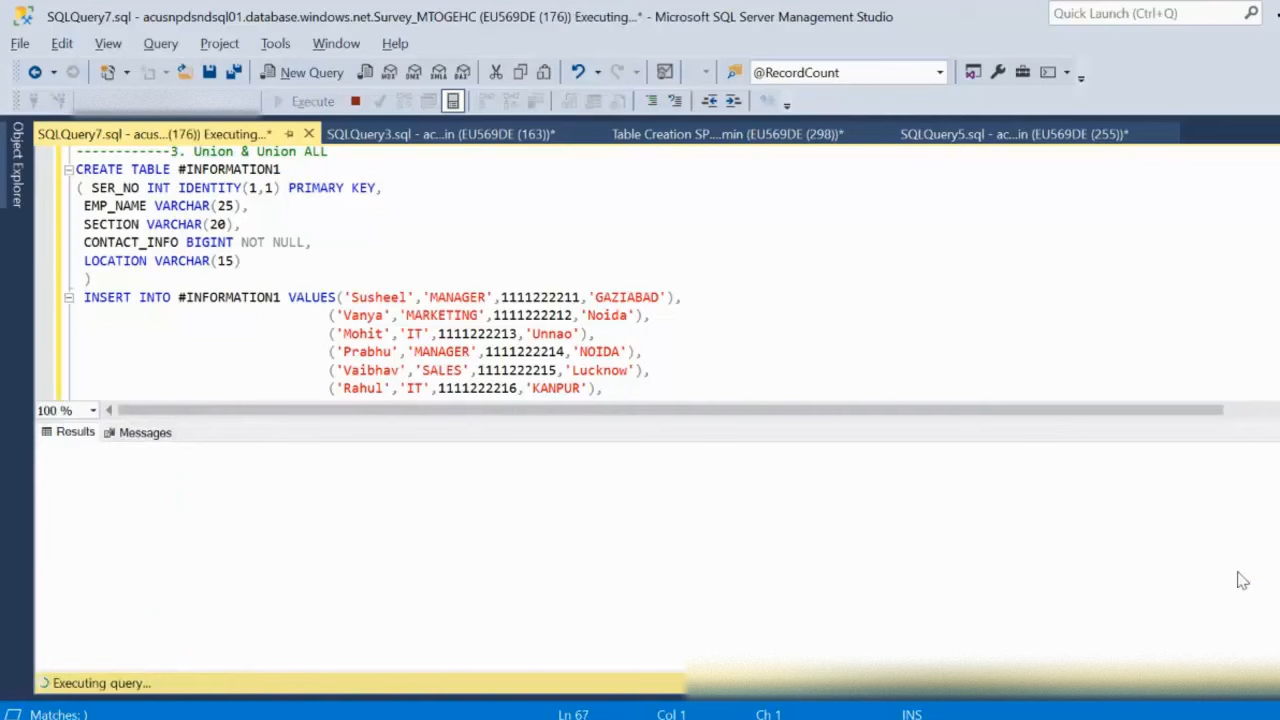 SQLQuery7.sql - acusnpdsndsql01.database.windows.net.Survey_MTOGEHC (EU569DE (176)) Executing...* - Microsoft SQL Server Management Studio
Quick Launch (Ctrl+Q)
File Edit View Query Project Tools Window Help
New Query
MDX DMX XMLA DAX
@RecordCount
Execute
SQLQuery7.sql - acus...(176)) Executing...*
SQLQuery3.sql - ac...in (EU569DE (163))*
Table Creation SP....min (EU569DE (298))*
SQLQuery5.sql - ac...in (EU569DE (255))*
Object Explorer
------------3. Union & Union ALL
CREATE TABLE #INFORMATION1
( SER_NO INT IDENTITY(1,1) PRIMARY KEY,
EMP_NAME VARCHAR(25),
SECTION VARCHAR(20),
CONTACT_INFO BIGINT NOT NULL,
LOCATION VARCHAR(15)
)
INSERT INTO #INFORMATION1 VALUES('Susheel','MANAGER',1111222211,'GAZIABAD'),
('Vanya','MARKETING',1111222212,'Noida'),
('Mohit','IT',1111222213,'Unnao'),
('Prabhu','MANAGER',1111222214,'NOIDA'),
('Vaibhav','SALES',1111222215,'Lucknow'),
('Rahul','IT',1111222216,'KANPUR'),
100 %
Results Messages
Executing query...
Matches: ) Ln 67 Col 1 Ch 1 INS